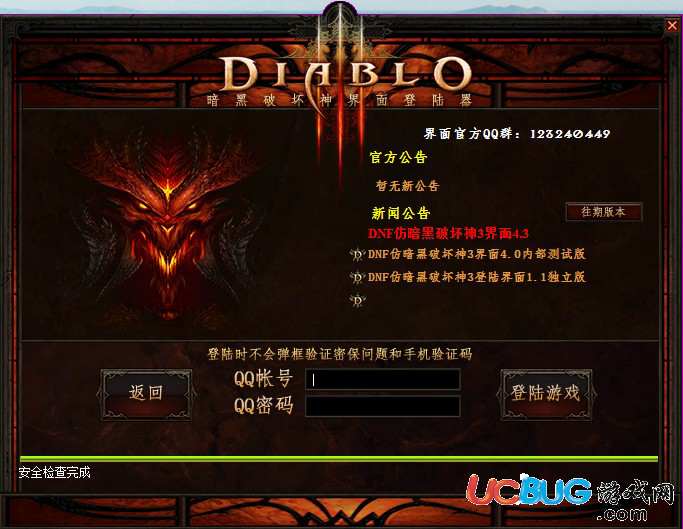 DIABLO
暗黑破坏神界面登陆器
界面官方QQ群：123240449
官方公告
暂无新公告
新闻公告
往期版本
DNF仿暗黑破坏神3界面4.3
DNF仿暗黑破坏神3界面4.0内部测试版
DNF仿暗黑破坏神3登陆界面1.1独立版
登陆时不会弹框验证密保问题和手机验证码
返回
QQ帐号
QQ密码
登陆游戏
安全检查完成
UCBUG游戏网
.com